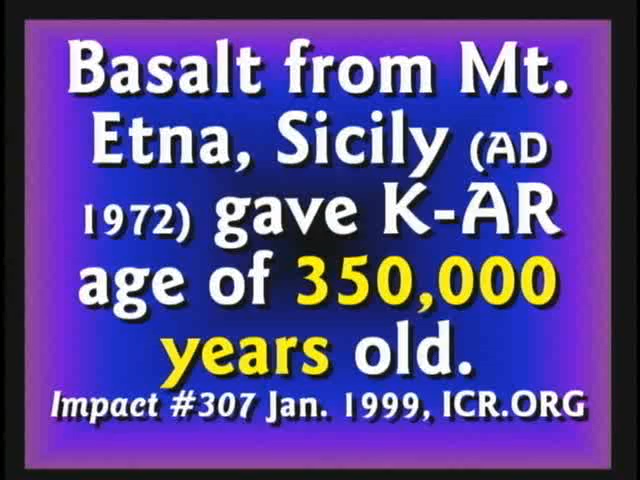 Basalt from Mt.
Etna, Sicily (AD
1972) gave K-AR
age of 350,000
years old.
Impact #307 Jan. 1999, ICR.ORG